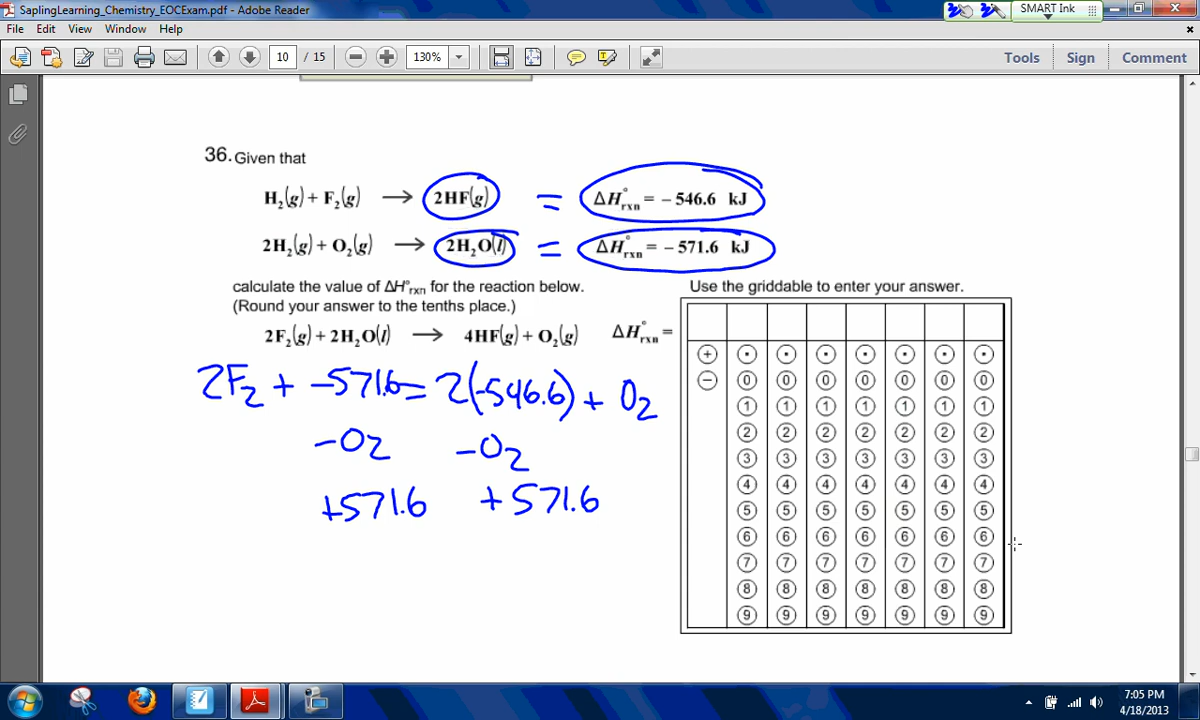 SaplingLearning_Chemistry_EOCExam.pdf - Adobe Reader
SMART Ink
File Edit View Window Help
10 / 15 130% Tools Sign Comment
36. Given that
H₂(g) + F₂(g) → 2HF(g) = ΔH°rxn = − 546.6 kJ
2H₂(g) + O₂(g) → 2H₂O(l) = ΔH°rxn = − 571.6 kJ
calculate the value of ΔH°rxn for the reaction below.
(Round your answer to the tenths place.)
2F₂(g) + 2H₂O(l) → 4HF(g) + O₂(g) ΔH°rxn =
2F₂ + -571.6 = 2(-546.6) + O₂
-O₂ -O₂
+571.6 +571.6
Use the griddable to enter your answer.
+ • • • • • • •
− 0 0 0 0 0 0 0
1 1 1 1 1 1 1
2 2 2 2 2 2 2
3 3 3 3 3 3 3
4 4 4 4 4 4 4
5 5 5 5 5 5 5
6 6 6 6 6 6 6
7 7 7 7 7 7 7
8 8 8 8 8 8 8
9 9 9 9 9 9 9
7:05 PM
4/18/2013